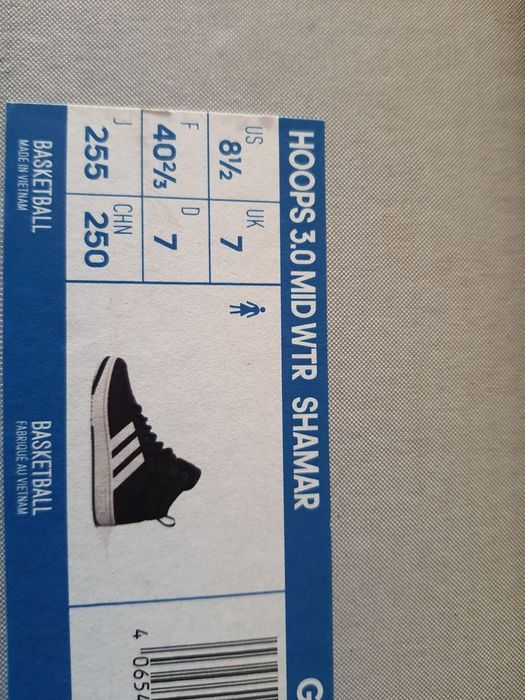 HOOPS 3.0 MID WTR SHAMAR G
US
8½
UK
7
F
40⅔
D
7
J
255
CHN
250
BASKETBALL
MADE IN VIETNAM
BASKETBALL
FABRIQUÉ AU VIETNAM
4 0654